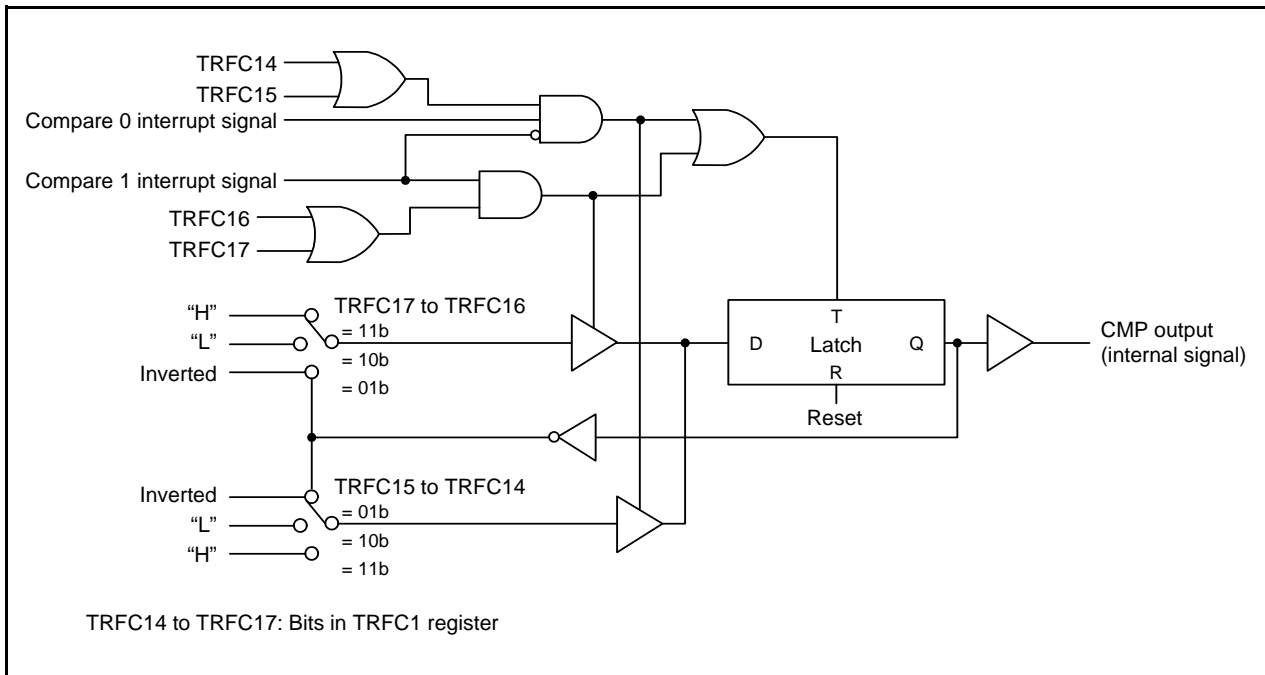 TRFC14
TRFC15
Compare 0 interrupt signal
Compare 1 interrupt signal
TRFC16
TRFC17
TRFC17 to TRFC16
“H”
= 11b
“L”
= 10b
Inverted
= 01b
D
T
Latch
R
Q
Reset
CMP output
(internal signal)
TRFC15 to TRFC14
Inverted
= 01b
“L”
= 10b
“H”
= 11b
TRFC14 to TRFC17: Bits in TRFC1 register